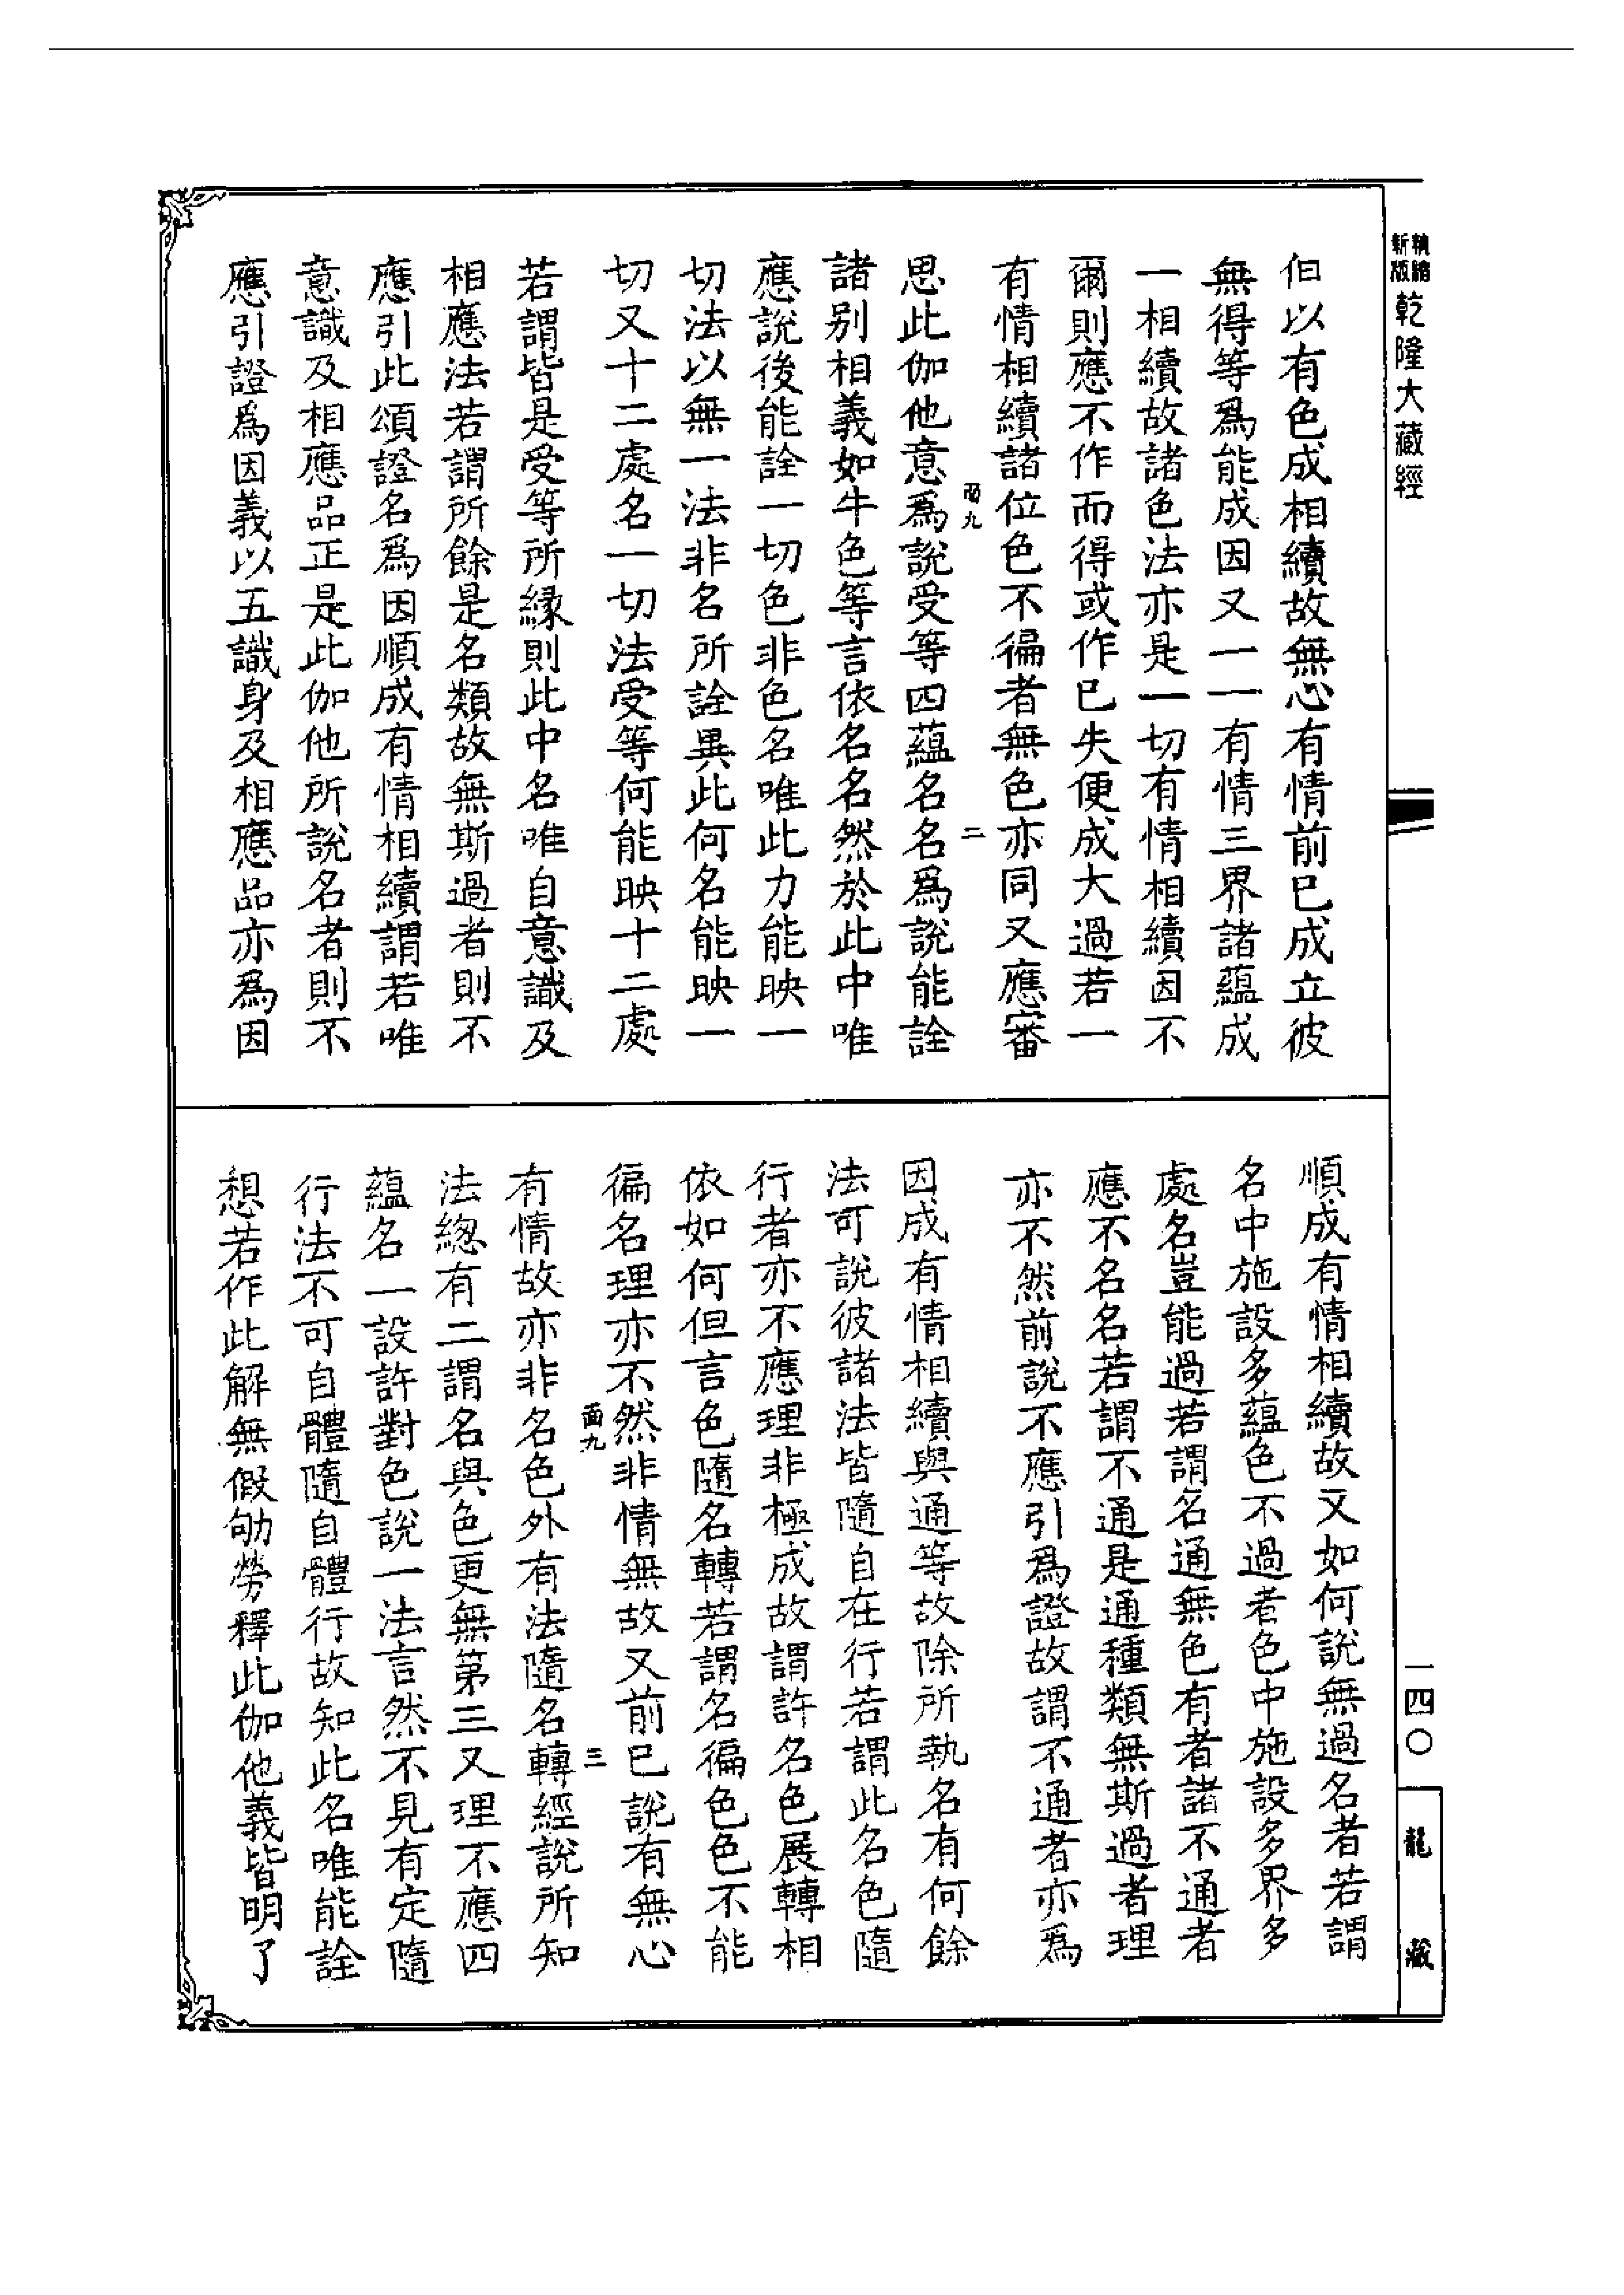 精縮新版乾隆大藏經
但以有色成相續故無心有情前已成立彼
無得等爲能成因又一一有情三界諸蘊成
一相續故諸色法亦是一切有情相續因不
爾則應不作而得或作已失便成大過若一
有情相續諸位色不徧者無色亦同又應審
思此伽他意爲說受等四蘊名名爲說能詮
諸别相義如牛色等言依名名然於此中唯
應說後能詮一切色非色名唯此力能映一
切法以無一法非名所詮異此何名能映一
切又十二處名一切法受等何能映十二處
若謂皆是受等所緣則此中名唯自意識及
相應法若謂所餘是名類故無斯過者則不
應引此頌證名爲因順成有情相續謂若唯
意識及相應品正是此伽他所說名者則不
應引證爲因義以五識身及相應品亦爲因
順成有情相續故又如何說無過名者若謂
名中施設多蘊色不過者色中施設多界多
處名豈能過若謂名通無色有者諸不通者
應不名名若謂不通是通種類無斯過者理
亦不然前說不應引爲證故謂不通者亦爲
因成有情相續與通等故除所執名有何餘
法可說彼諸法皆隨自在行若謂此名色隨
行者亦不應理非極成故謂許名色展轉相
依如何但言色隨名轉若謂名徧色色不能
徧名理亦不然非情無故又前已說有無心
有情故亦非名色外有法隨名轉經說所知
法總有二謂名與色更無第三又理不應四
蘊名一設許對色說一法言然不見有定隨
行法不可自體隨自體行故知此名唯能詮
想若作此解無假劬勞釋此伽他義皆明了
面九
二
面九
三
一四〇
龍藏